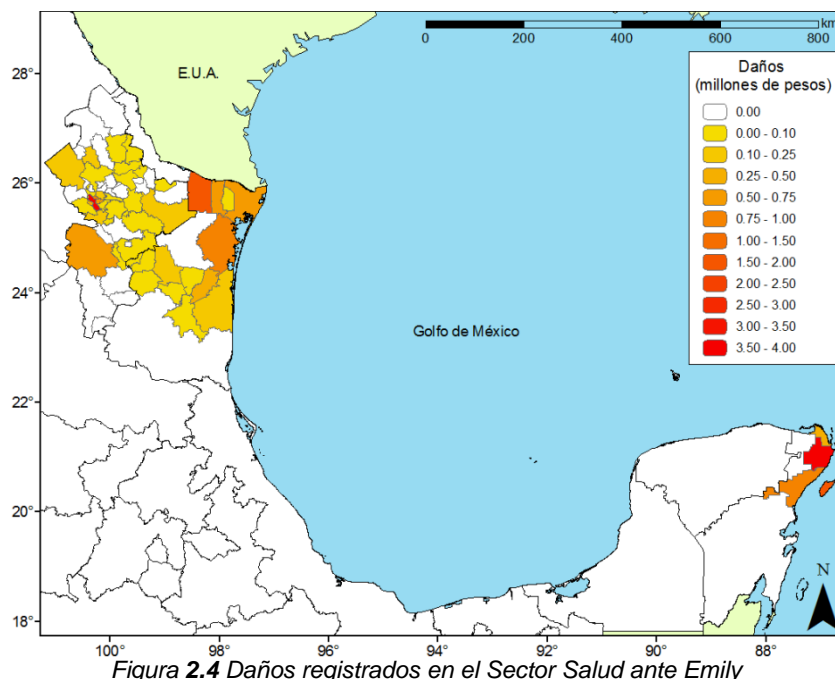 km
0 200 400 600 800
28°
E.U.A.
Daños
(millones de pesos)
0.00
0.00 - 0.10
0.10 - 0.25
0.25 - 0.50
0.50 - 0.75
0.75 - 1.00
1.00 - 1.50
1.50 - 2.00
2.00 - 2.50
2.50 - 3.00
3.00 - 3.50
3.50 - 4.00
26°
24°
Golfo de México
22°
20°
N
18°
100° 98° 96° 94° 92° 90° 88°
Figura 2.4 Daños registrados en el Sector Salud ante Emily